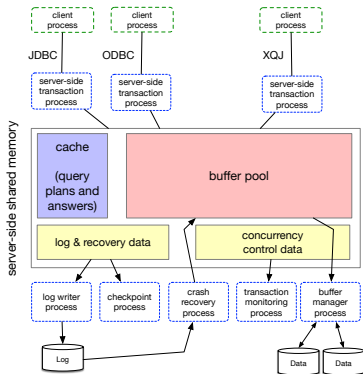 client
process
client
process
client
process
JDBC
ODBC
XQJ
server-side
transaction
process
server-side
transaction
process
server-side
transaction
process
server-side shared memory
cache
(query
plans and
answers)
buffer pool
log & recovery data
concurrency
control data
log writer
process
checkpoint
process
crash
recovery
process
transaction
monitoring
process
buffer
manager
process
Log
Data
Data